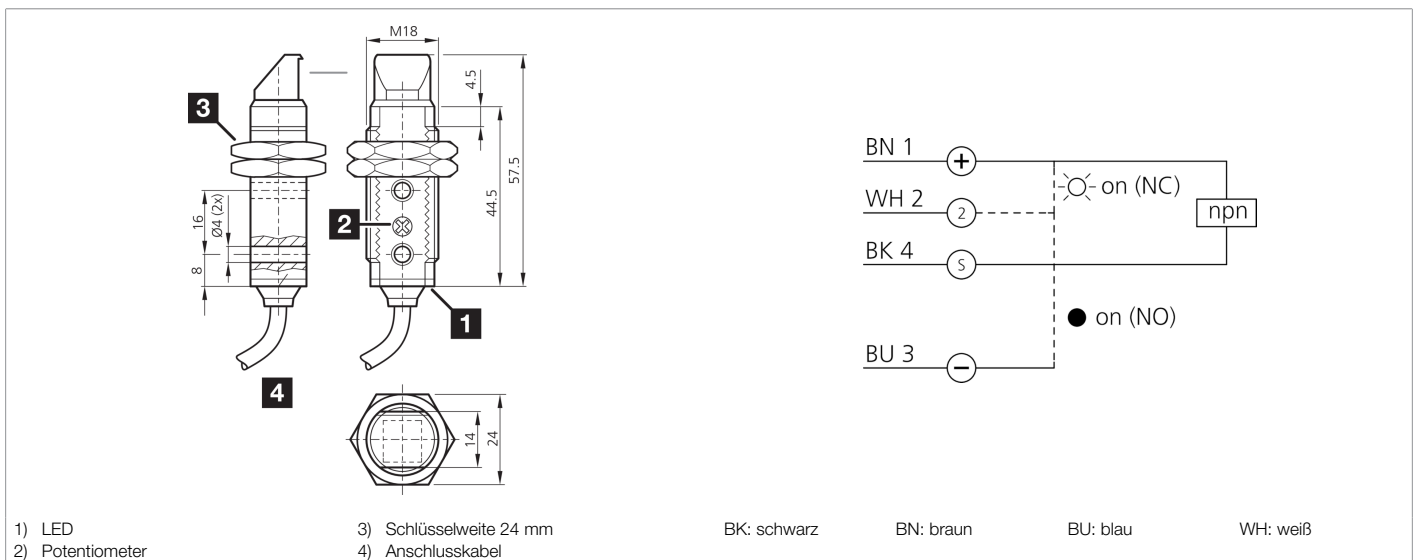 M18
4.5
3
57.5
44.5
16
Ø4 (2x)
8
2
1
4
14
24
BN 1
+
on (NC)
WH 2
2
npn
BK 4
S
on (NO)
BU 3
−
1) LED
2) Potentiometer
3) Schlüsselweite 24 mm
4) Anschlusskabel
BK: schwarz
BN: braun
BU: blau
WH: weiß